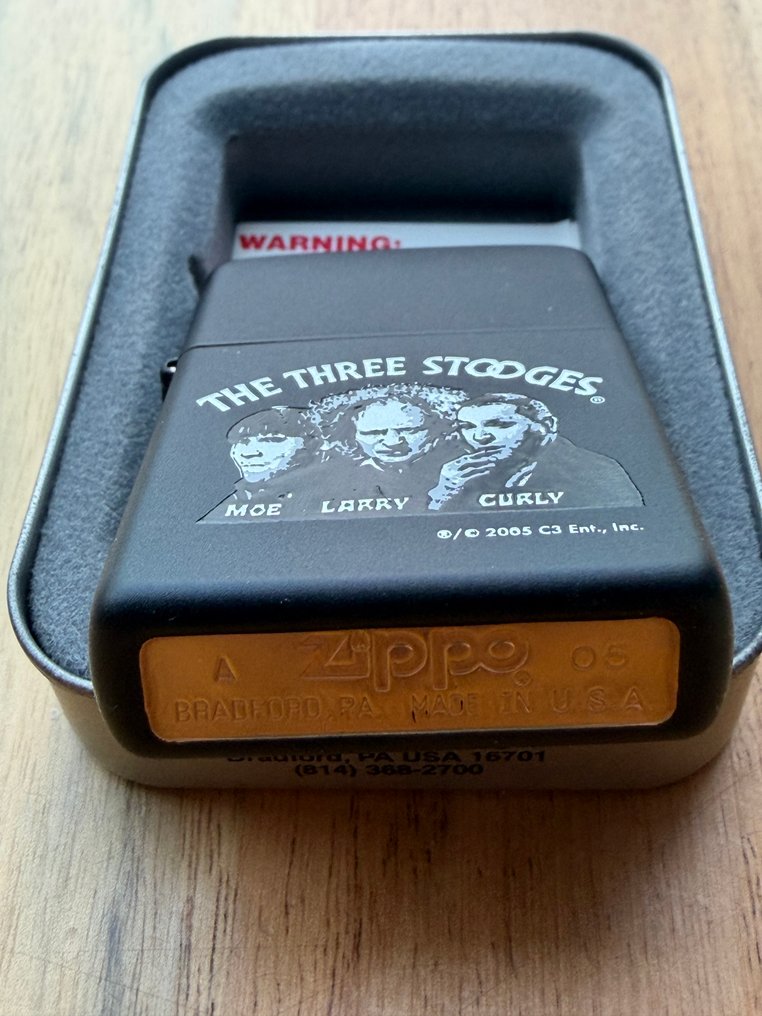 WARNING:
THE THREE STOOGES®
MOE LARRY CURLY
®/© 2005 C3 Ent., Inc.
A Zippo® 05
BRADFORD, PA. MADE IN U.S.A
Bradford, PA USA 16701
(814) 368-2700